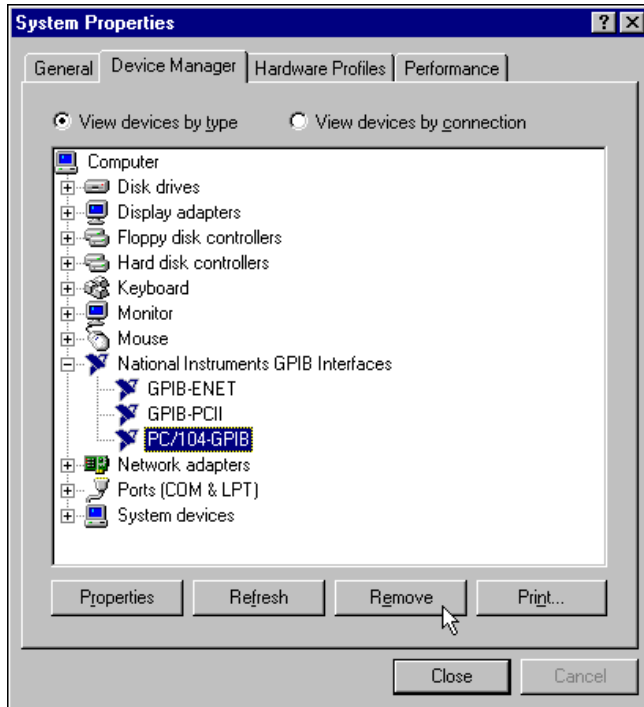 System Properties
General Device Manager Hardware Profiles Performance
View devices by type View devices by connection
Computer
Disk drives
Display adapters
Floppy disk controllers
Hard disk controllers
Keyboard
Monitor
Mouse
National Instruments GPIB Interfaces
GPIB-ENET
GPIB-PCII
PC/104-GPIB
Network adapters
Ports (COM & LPT)
System devices
Properties Refresh Remove Print...
Close Cancel